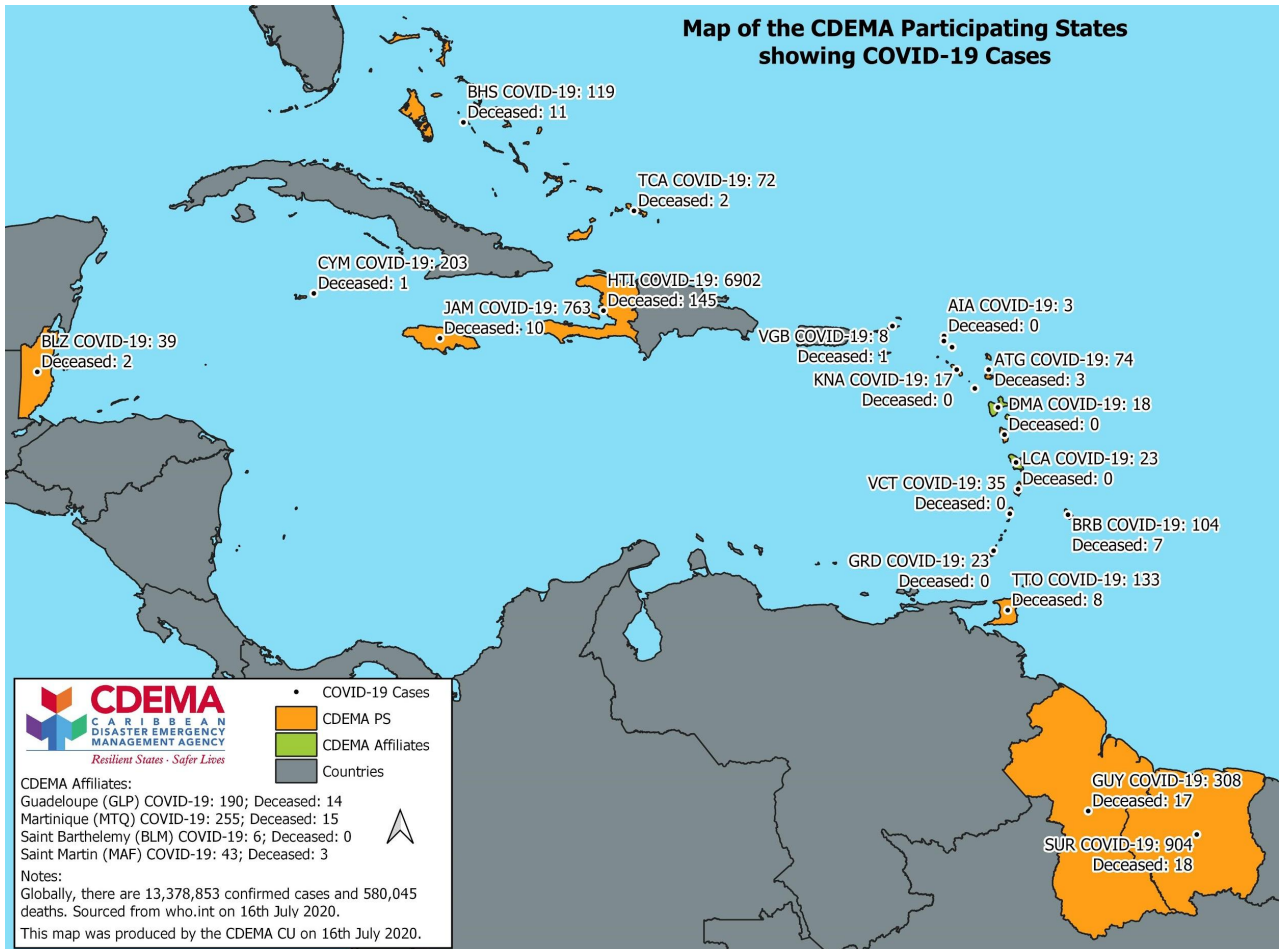 Map of the CDEMA Participating States
showing COVID-19 Cases
BHS COVID-19: 119
Deceased: 11
TCA COVID-19: 72
Deceased: 2
CYM COVID-19: 203
Deceased: 1
HTI COVID-19: 6902
Deceased: 145
JAM COVID-19: 763
Deceased: 10
BLZ COVID-19: 39
Deceased: 2
AIA COVID-19: 3
Deceased: 0
VGB COVID-19: 8
Deceased: 1
ATG COVID-19: 74
Deceased: 3
KNA COVID-19: 17
Deceased: 0
DMA COVID-19: 18
Deceased: 0
LCA COVID-19: 23
Deceased: 0
VCT COVID-19: 35
Deceased: 0
BRB COVID-19: 104
Deceased: 7
GRD COVID-19: 23
Deceased: 0
TTO COVID-19: 133
Deceased: 8
GUY COVID-19: 308
Deceased: 17
SUR COVID-19: 904
Deceased: 18
CDEMA
CARIBBEAN
DISASTER EMERGENCY
MANAGEMENT AGENCY
Resilient States · Safer Lives
COVID-19 Cases
CDEMA PS
CDEMA Affiliates
Countries
CDEMA Affiliates:
Guadeloupe (GLP) COVID-19: 190; Deceased: 14
Martinique (MTQ) COVID-19: 255; Deceased: 15
Saint Barthelemy (BLM) COVID-19: 6; Deceased: 0
Saint Martin (MAF) COVID-19: 43; Deceased: 3
Notes:
Globally, there are 13,378,853 confirmed cases and 580,045
deaths. Sourced from who.int on 16th July 2020.
This map was produced by the CDEMA CU on 16th July 2020.